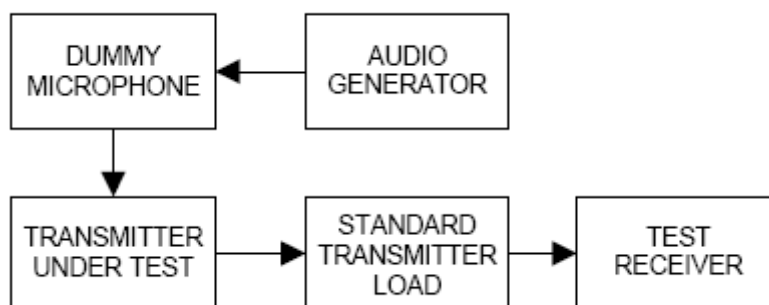 DUMMY
MICROPHONE
AUDIO
GENERATOR
TRANSMITTER
UNDER TEST
STANDARD
TRANSMITTER
LOAD
TEST
RECEIVER